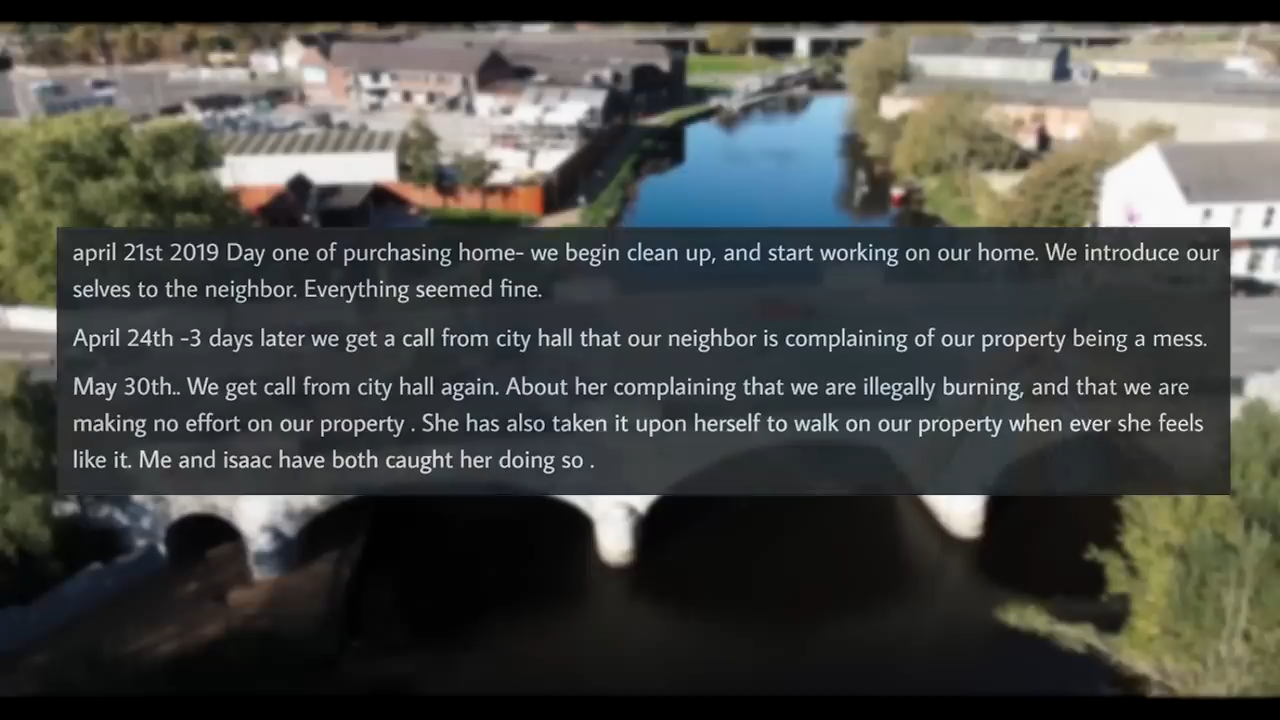 april 21st 2019 Day one of purchasing home- we begin clean up, and start working on our home. We introduce our
selves to the neighbor. Everything seemed fine.
April 24th -3 days later we get a call from city hall that our neighbor is complaining of our property being a mess.
May 30th.. We get call from city hall again. About her complaining that we are illegally burning, and that we are
making no effort on our property . She has also taken it upon herself to walk on our property when ever she feels
like it. Me and isaac have both caught her doing so .